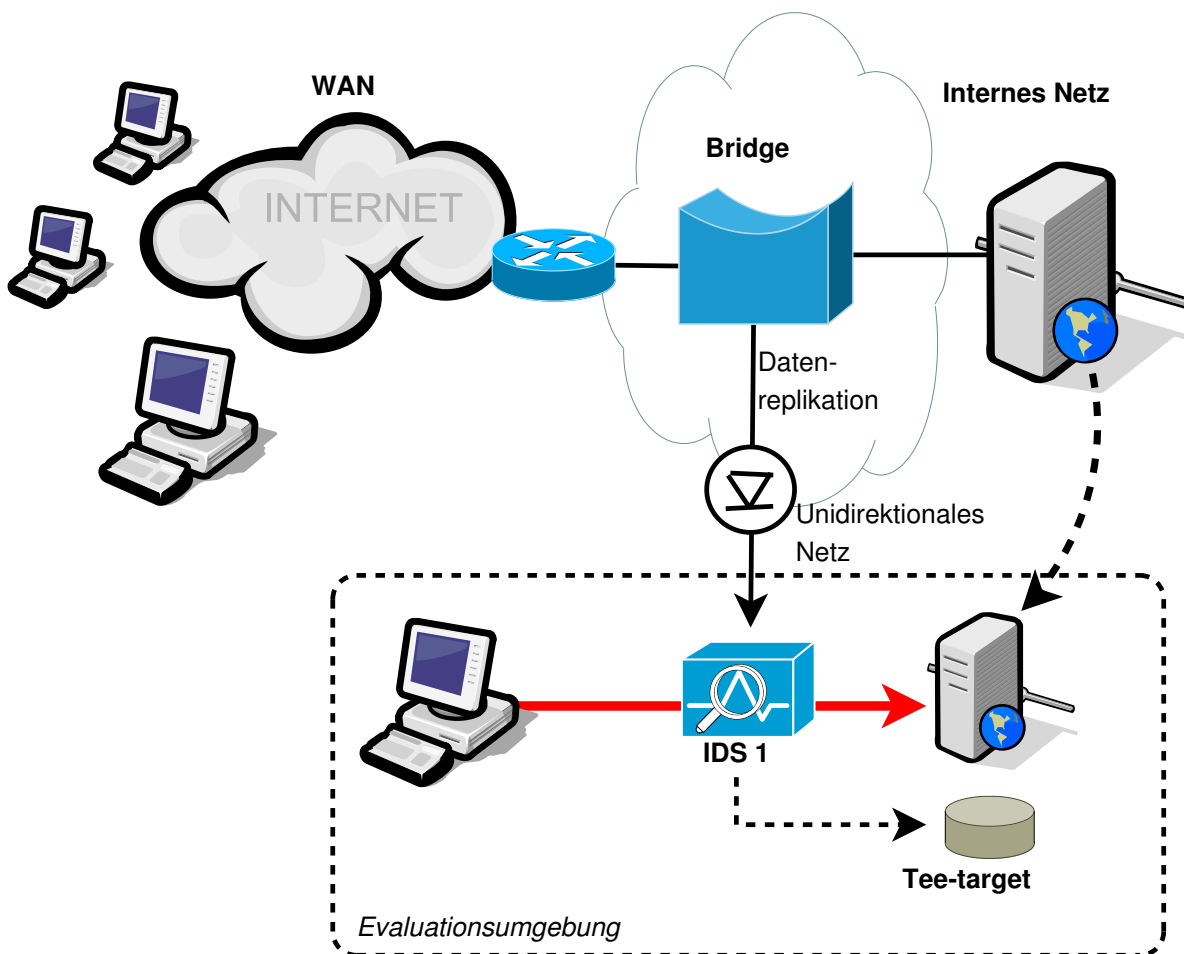 WAN
Internes Netz
Bridge
INTERNET
Daten-
replikation
Unidirektionales
Netz
IDS 1
Tee-target
Evaluationsumgebung